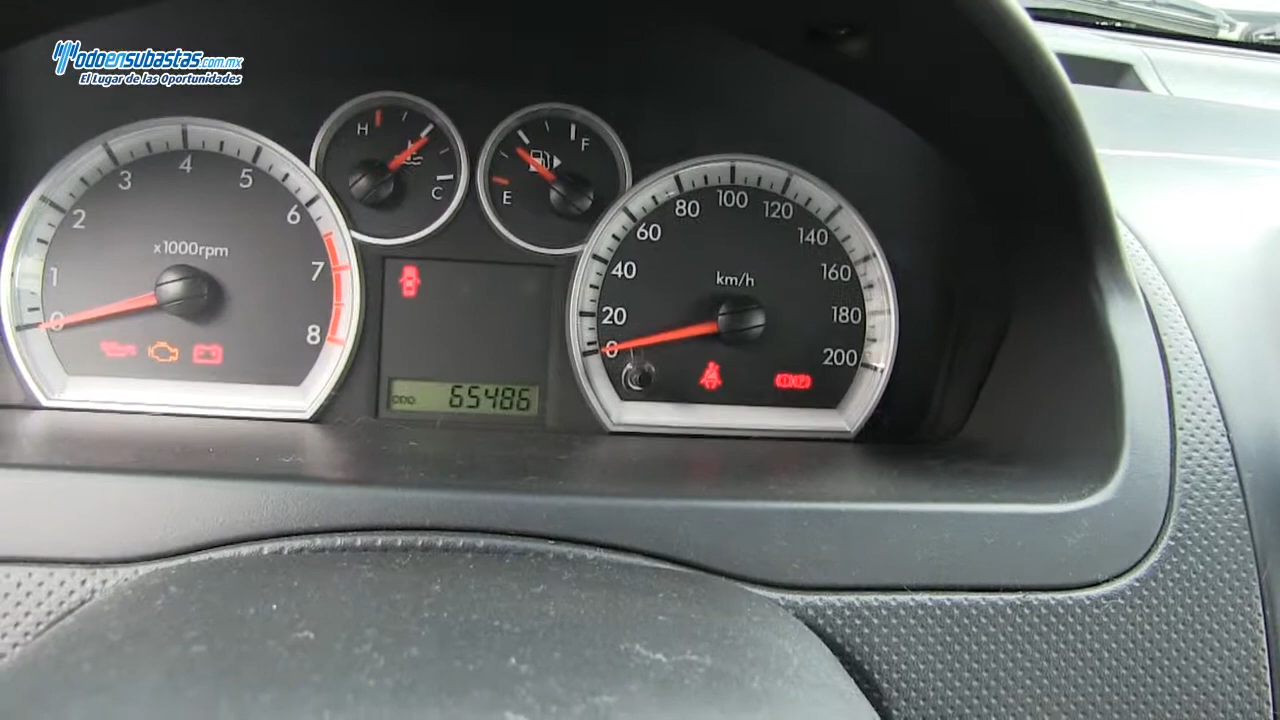 TodoenSubastas.com.mx
El Lugar de las Oportunidades
x1000rpm
0
1
2
3
4
5
6
7
8
H
C
E
F
ODO.
65486
km/h
0
20
40
60
80
100
120
140
160
180
200